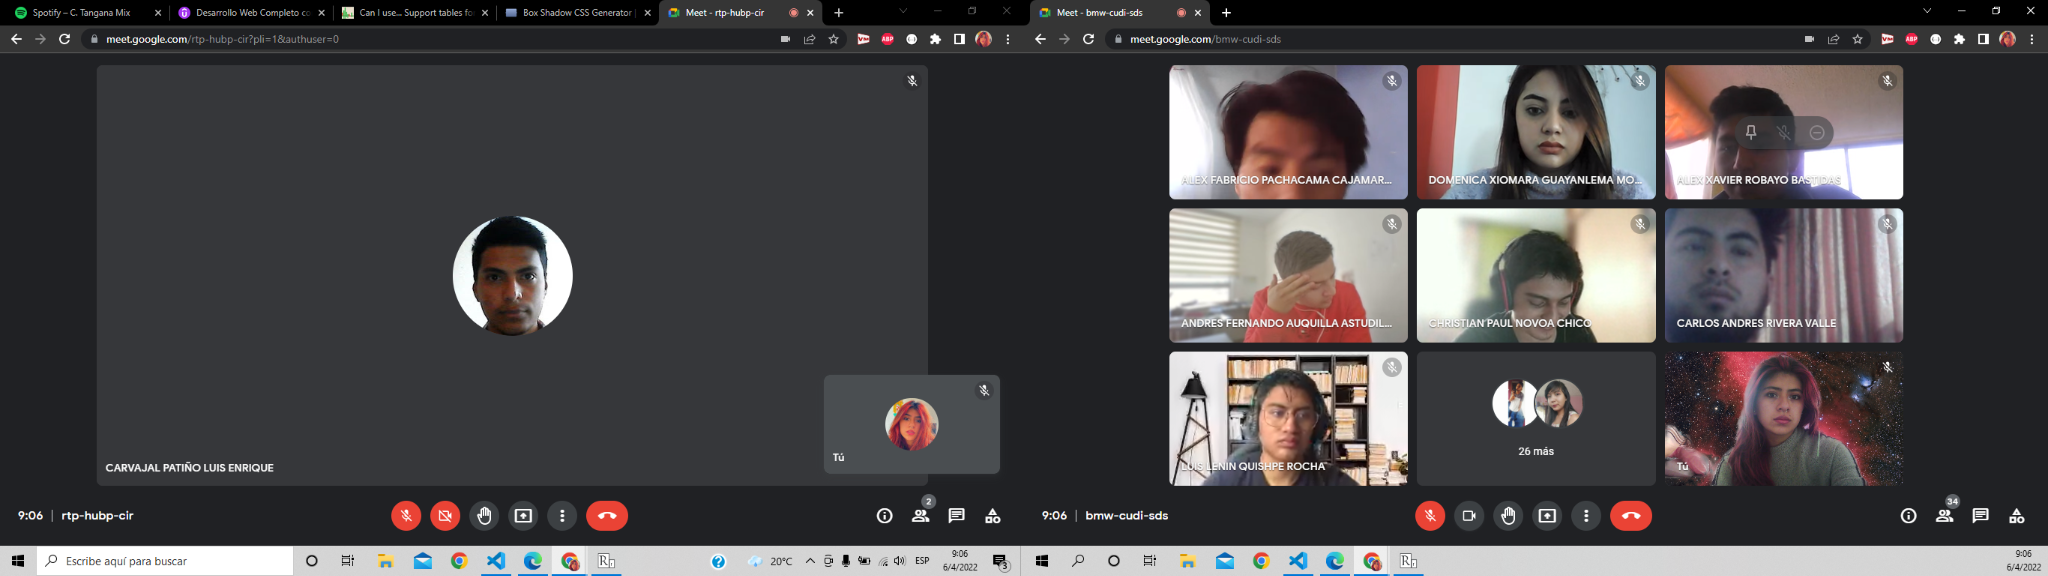 Spotify – C. Tangana Mix
Desarrollo Web Completo co
Can I use... Support tables fo
Box Shadow CSS Generator
Meet - rtp-hubp-cir
meet.google.com/rtp-hubp-cir?pli=1&authuser=0
CARVAJAL PATIÑO LUIS ENRIQUE
Tú
9:06 | rtp-hubp-cir
2
Meet - bmw-cudi-sds
meet.google.com/bmw-cudi-sds
ALEX FABRICIO PACHACAMA CAJAMAR...
DOMENICA XIOMARA GUAYANLEMA MO...
ALEX XAVIER ROBAYO BASTIDAS
ANDRES FERNANDO AUQUILLA ASTUDIL...
CHRISTIAN PAUL NOVOA CHICO
CARLOS ANDRES RIVERA VALLE
LUIS LENIN QUISHPE ROCHA
26 más
Tú
9:06 | bmw-cudi-sds
34
Escribe aquí para buscar
20°C
ESP
9:06
6/4/2022
3
9:06
6/4/2022